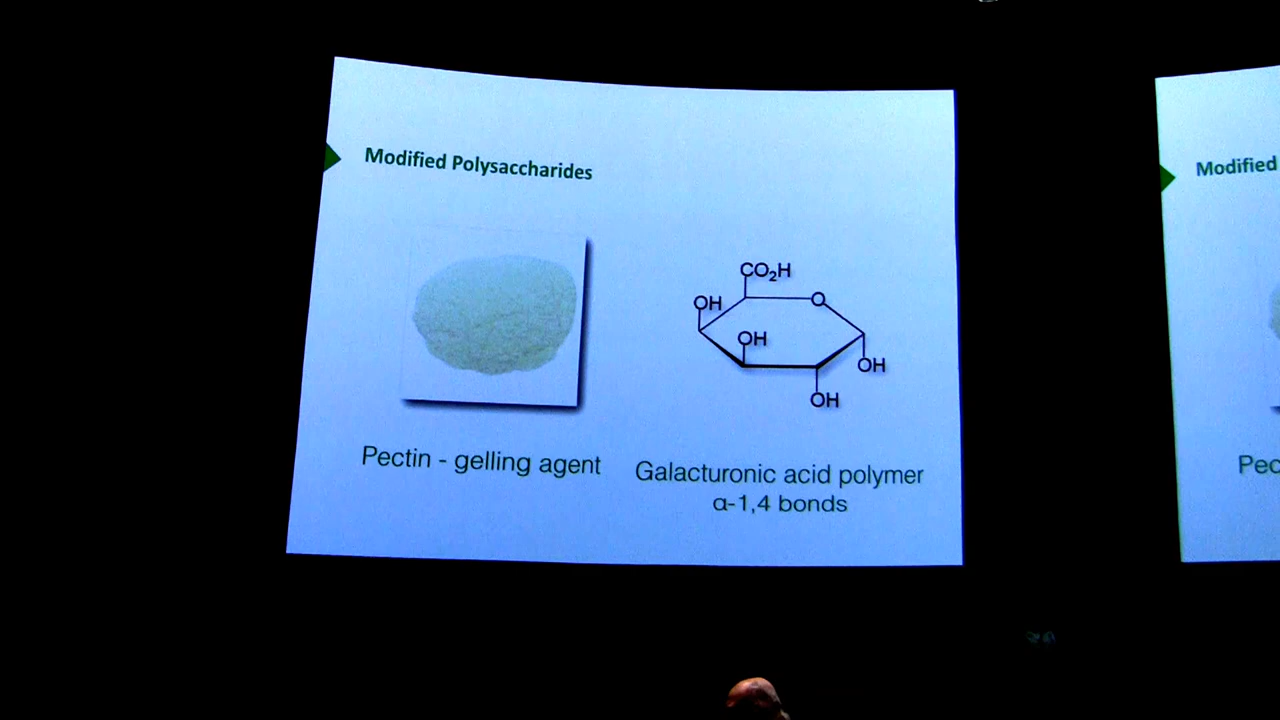 Modified Polysaccharides
CO₂H
OH
O
OH
OH
OH
Pectin - gelling agent
Galacturonic acid polymer
α-1,4 bonds
Modified
Pec